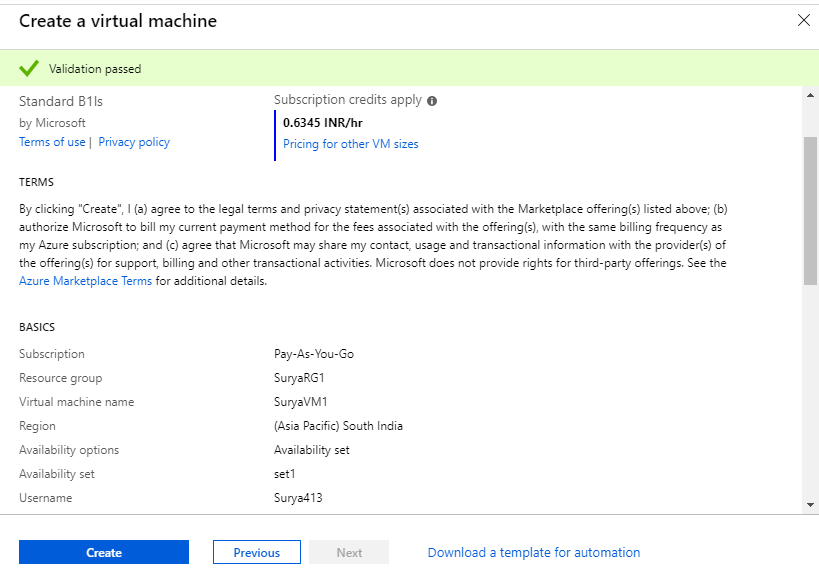 Create a virtual machine
Validation passed
Standard B1ls
Subscription credits apply
by Microsoft
0.6345 INR/hr
Terms of use | Privacy policy
Pricing for other VM sizes
TERMS
By clicking "Create", I (a) agree to the legal terms and privacy statement(s) associated with the Marketplace offering(s) listed above; (b)
authorize Microsoft to bill my current payment method for the fees associated with the offering(s), with the same billing frequency as
my Azure subscription; and (c) agree that Microsoft may share my contact, usage and transactional information with the provider(s) of
the offering(s) for support, billing and other transactional activities. Microsoft does not provide rights for third-party offerings. See the
Azure Marketplace Terms for additional details.
BASICS
Subscription Pay-As-You-Go
Resource group SuryaRG1
Virtual machine name SuryaVM1
Region (Asia Pacific) South India
Availability options Availability set
Availability set set1
Username Surya413
Create Previous Next Download a template for automation